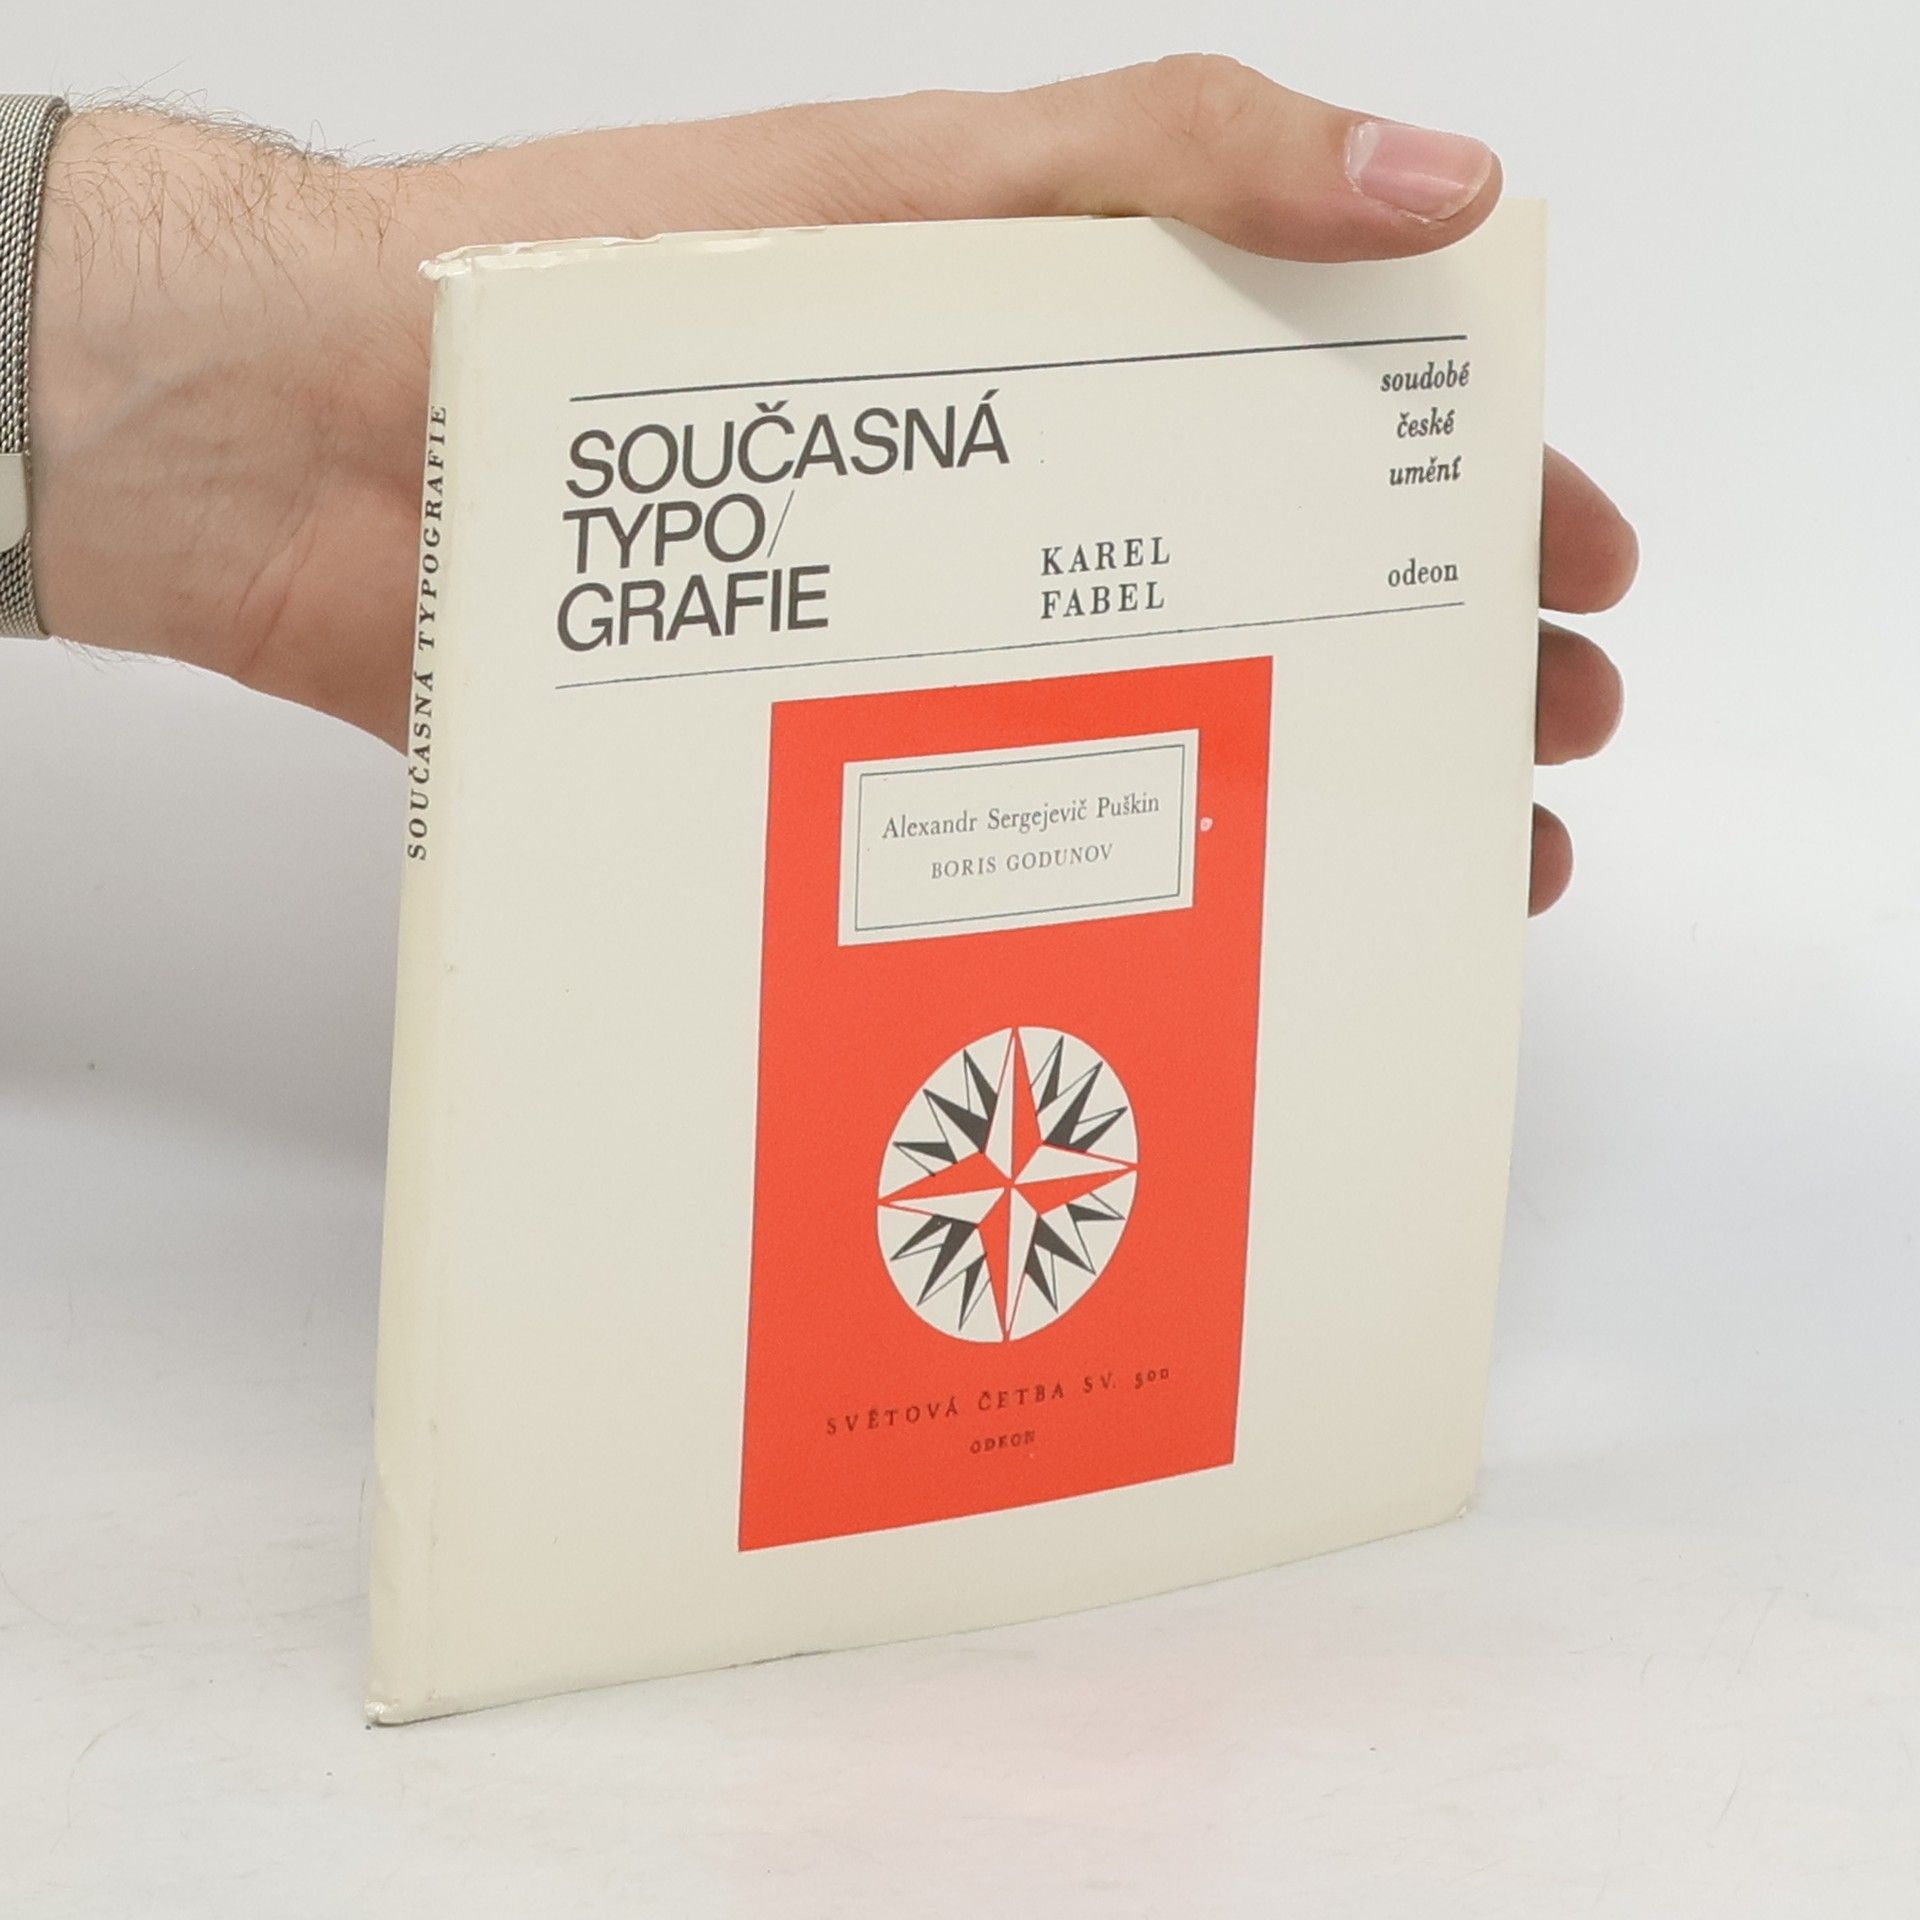 SOUČASNÁ TYPOGRAFIE
SOUČASNÁ
TYPO/
GRAFIE
KAREL
FABEL
soudobé
české
umění
odeon
Alexandr Sergejevič Puškin
BORIS GODUNOV
SVĚTOVÁ ČETBA SV. 500
ODEON